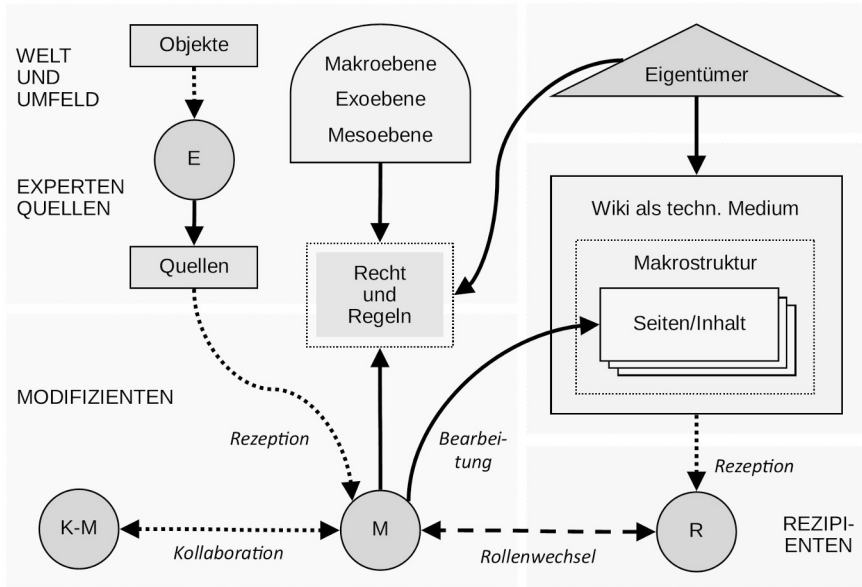 WELT
UND
UMFELD
Objekte
Makroebene
Exoebene
Mesoebene
Eigentümer
E
EXPERTEN
QUELLEN
Quellen
Recht
und
Regeln
Wiki als techn. Medium
Makrostruktur
Seiten/Inhalt
MODIFIZIENTEN
Rezeption
Bearbei-
tung
Rezeption
K-M
Kollaboration
M
Rollenwechsel
R
REZIPI-
ENTEN